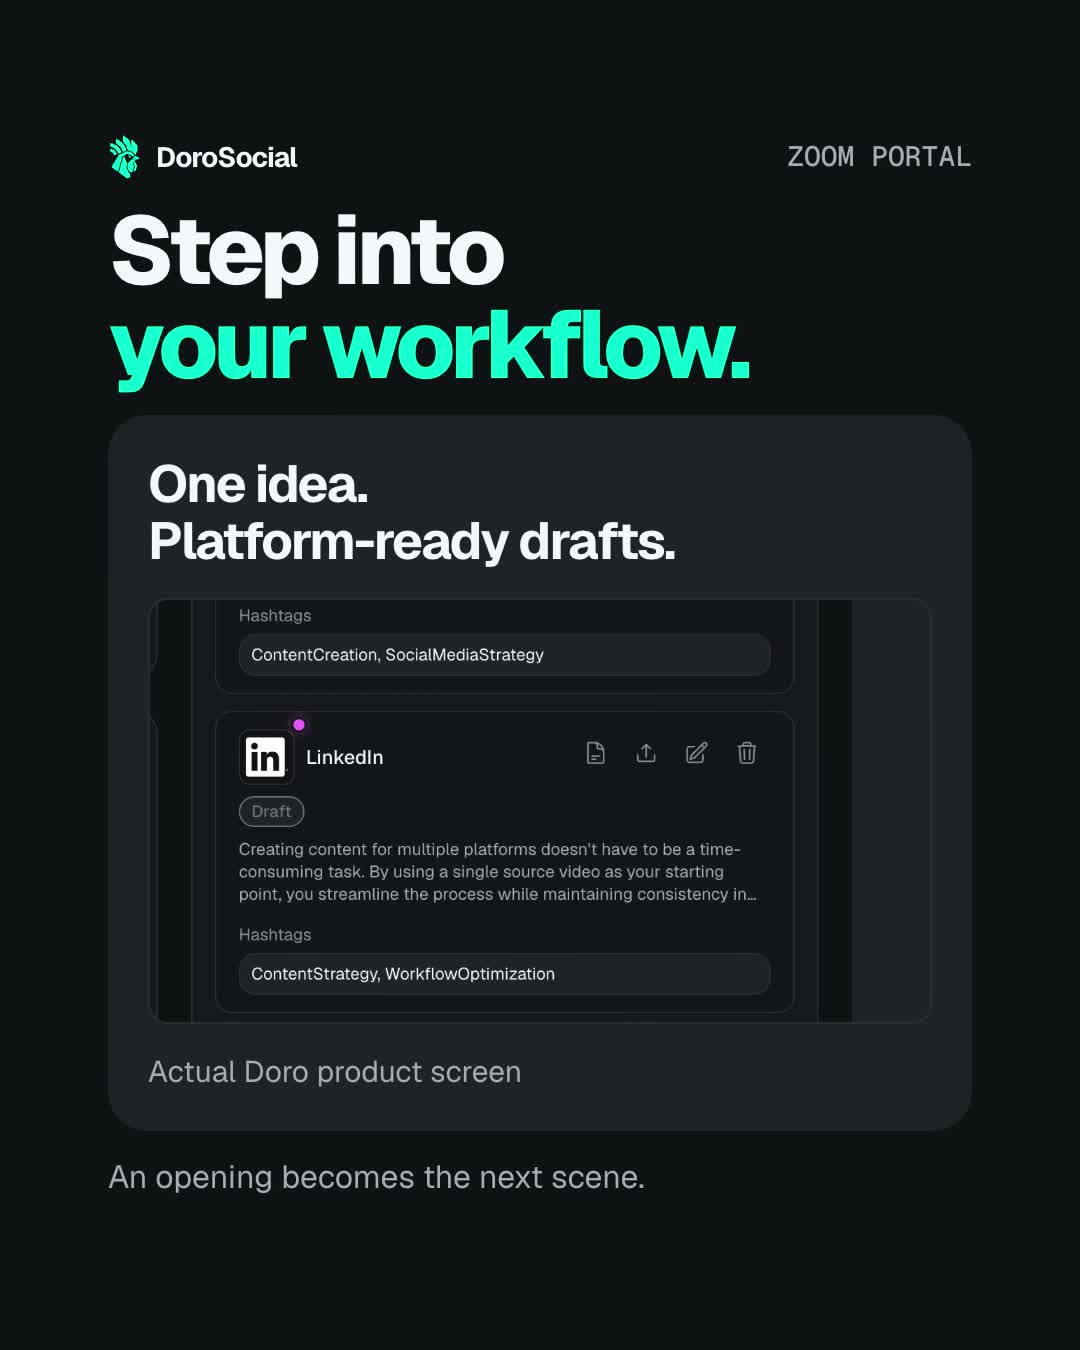 DoroSocial
ZOOM PORTAL
Step into
your workflow.
One idea.
Platform-ready drafts.
Hashtags
ContentCreation, SocialMediaStrategy
in
LinkedIn
Draft
Creating content for multiple platforms doesn't have to be a time-
consuming task. By using a single source video as your starting
point, you streamline the process while maintaining consistency in...
Hashtags
ContentStrategy, WorkflowOptimization
Actual Doro product screen
An opening becomes the next scene.